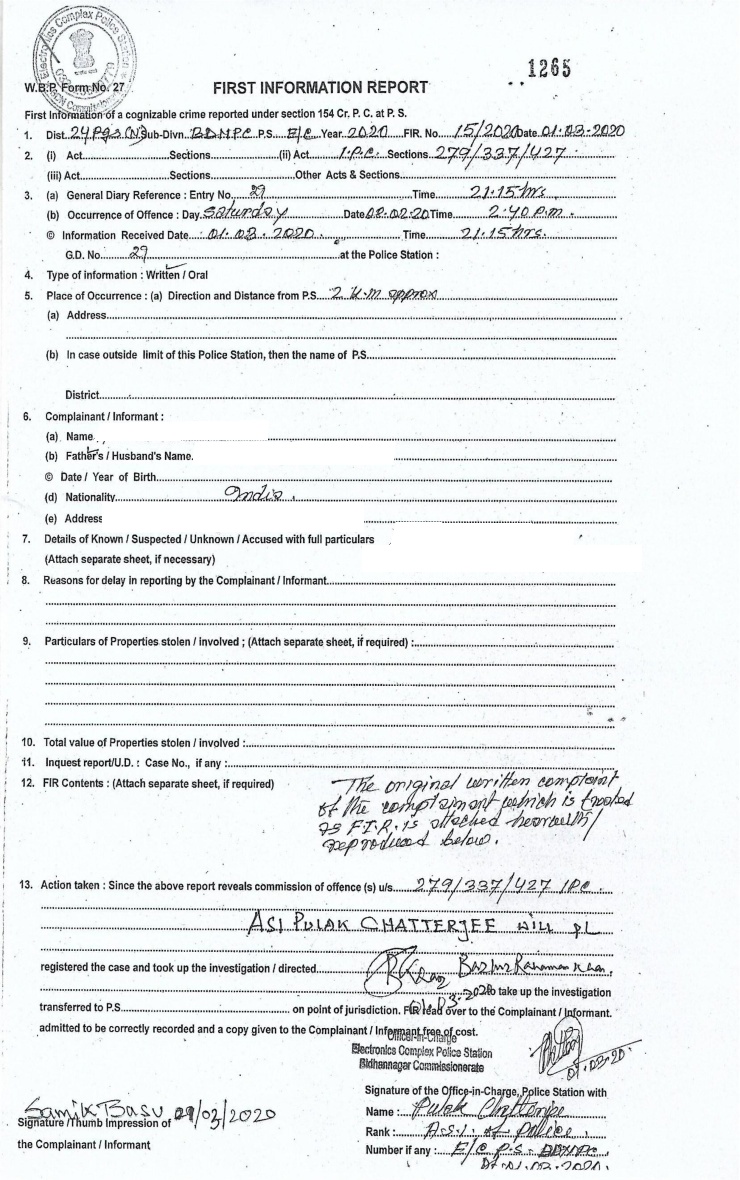 Electronics Complex Police Station
1265
W.B.P. Form No. 27
FIRST INFORMATION REPORT
First Information of a cognizable crime reported under section 154 Cr. P. C. at P. S.
1. Dist. 24 Pgs (N) Sub-Divn. BDNPC P.S. E/C Year 2020 FIR. No 15/2020 Date 01.03.2020
2. (i) Act Sections (ii) Act I.P.C. Sections 279/337/427
(iii) Act Sections Other Acts & Sections
3. (a) General Diary Reference : Entry No. 29 Time 21.15 hrs
(b) Occurrence of Offence : Day Saturday Date 08.02.20 Time 2.40 P.m.
© Information Received Date 01.03.2020. Time 21.15 hrs.
G.D. No. 29 at the Police Station :
4. Type of information : Written / Oral
5. Place of Occurrence : (a) Direction and Distance from P.S. 2 K.m approx
(a) Address
(b) In case outside limit of this Police Station, then the name of P.S.
District
6. Complainant / Informant :
(a) Name
(b) Father's / Husband's Name.
© Date / Year of Birth
(d) Nationality India.
(e) Address
7. Details of Known / Suspected / Unknown / Accused with full particulars
(Attach separate sheet, if necessary)
8. Reasons for delay in reporting by the Complainant / Informant
9. Particulars of Properties stolen / involved ; (Attach separate sheet, if required) :
10. Total value of Properties stolen / involved :
11. Inquest report/U.D. : Case No., if any :
12. FIR Contents : (Attach separate sheet, if required)
The original written complaint
of the complainant which is treated
as F.I.R. is attached herewith/
reproduced below.
13. Action taken : Since the above report reveals commission of offence (s) u/s 279/337/427 IPC.
ASI PULAK CHATTERJEE WILL PL
registered the case and took up the investigation / directed Bazlur Rahaman Khan.
to take up the investigation
transferred to P.S. on point of jurisdiction. FIR read over to the Complainant / Informant.
admitted to be correctly recorded and a copy given to the Complainant / Informant free of cost.
Officer-in-Charge
Electronics Complex Police Station
Bidhannagar Commissionerate
01.03.20.
Signature of the Office-in-Charge, Police Station with
Samik Basu 01/03/2020
Name : Pulak Chatterjee
Signature /Thumb Impression of
Rank : A.S.I. of Police
the Complainant / Informant
Number if any : E/C P.S. BDNPC
Dt. 01.03.2020.